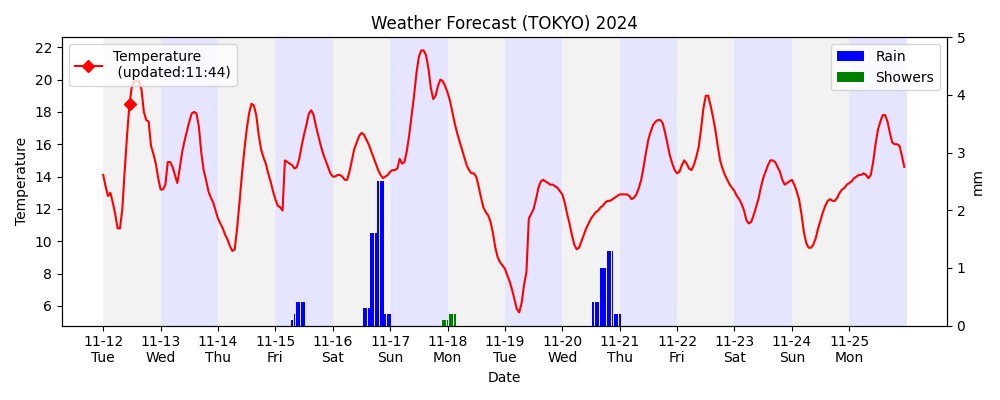 Weather Forecast (TOKYO) 2024
Temperature
(updated:11:44)
Rain
Showers
Temperature
22
20
18
16
14
12
10
8
6
5
4
3
2
1
0
mm
11-12 11-13 11-14 11-15 11-16 11-17 11-18 11-19 11-20 11-21 11-22 11-23 11-24 11-25
Tue Wed Thu Fri Sat Sun Mon Tue Wed Thu Fri Sat Sun Mon
Date